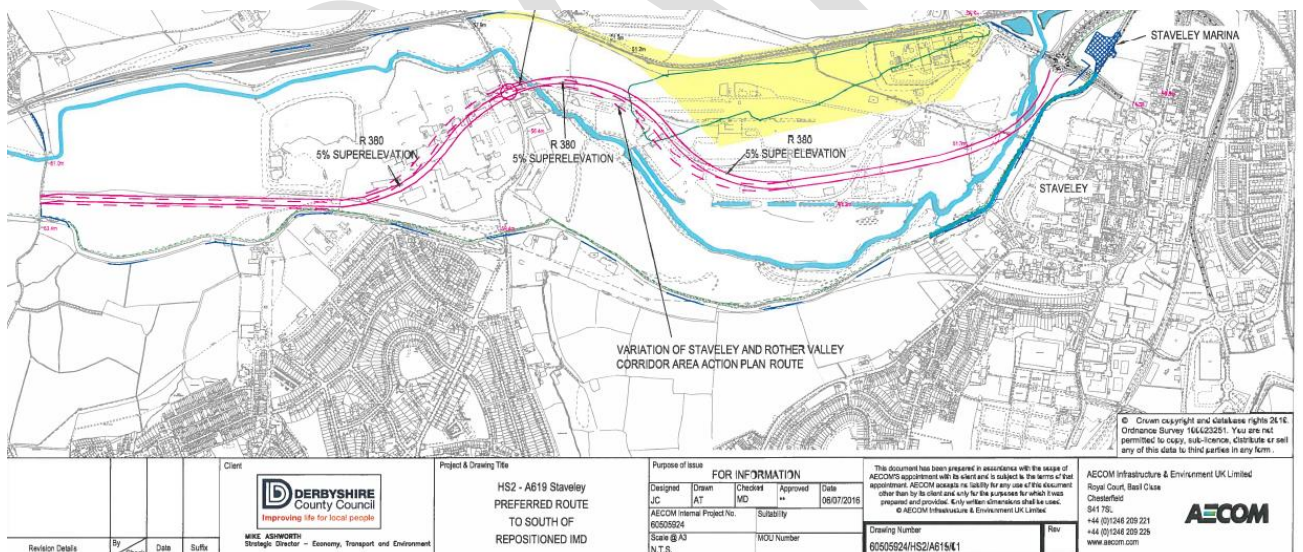 STAVELEY MARINA
R 380
5% SUPERELEVATION
R 380
5% SUPERELEVATION
R 380
5% SUPERELEVATION
STAVELEY
VARIATION OF STAVELEY AND ROTHER VALLEY
CORRIDOR AREA ACTION PLAN ROUTE
© Crown copyright and database rights 2016.
Ordnance Survey 100023251. You are not
permitted to copy, sub-licence, distribute or sell
any of this data to third parties in any form.
Revision Details
By
Date
Suffix
Client
DERBYSHIRE
County Council
Improving life for local people
MIKE ASHWORTH
Strategic Director – Economy, Transport and Environment
Project & Drawing Title
HS2 - A619 Staveley
PREFERRED ROUTE
TO SOUTH OF
REPOSITIONED IMD
Purpose of Issue
FOR INFORMATION
Designed Drawn Checked Approved Date
JC AT MD ** 06/07/2016
AECOM Internal Project No. Suitability
60505924
Scale @ A3 MOU Number
N.T.S.
This document has been prepared in accordance with the scope of
AECOM'S appointment with its client and is subject to the terms of that
appointment. AECOM accepts no liability for any use of this document
other than by its client and only for the purposes for which it was
prepared and provided. Only written dimensions shall be used.
© AECOM Infrastructure & Environment UK Limited
Drawing Number
Rev
AECOM Infrastructure & Environment UK Limited
Royal Court, Basil Close
Chesterfield
S41 7SL
+44 (0)1246 209 221
+44 (0)1246 209 229
www.aecom.com
AECOM